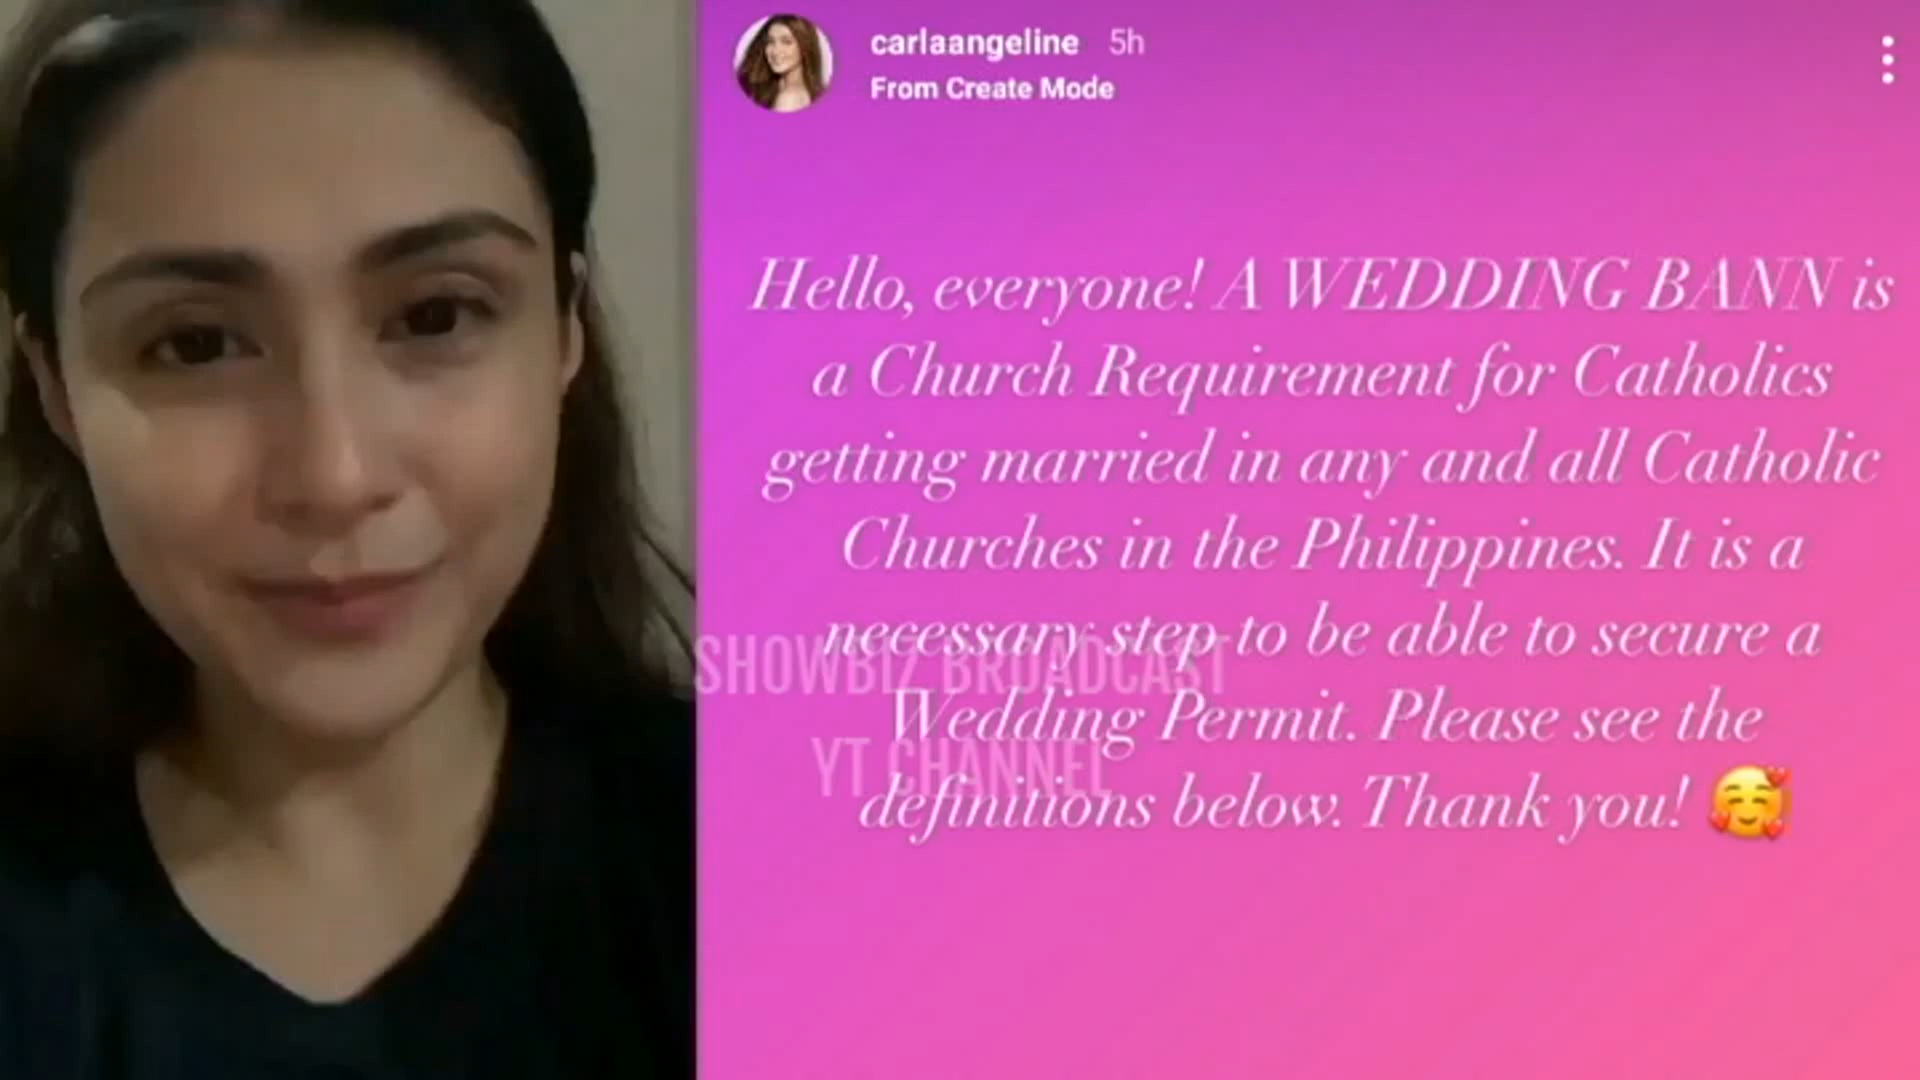 carlaangeline 5h
From Create Mode
Hello, everyone! A WEDDING BANN is
a Church Requirement for Catholics
getting married in any and all Catholic
Churches in the Philippines. It is a
necessary step to be able to secure a
Wedding Permit. Please see the
definitions below. Thank you! 🥰
SHOWBIZ BROADCAST
YT CHANNEL